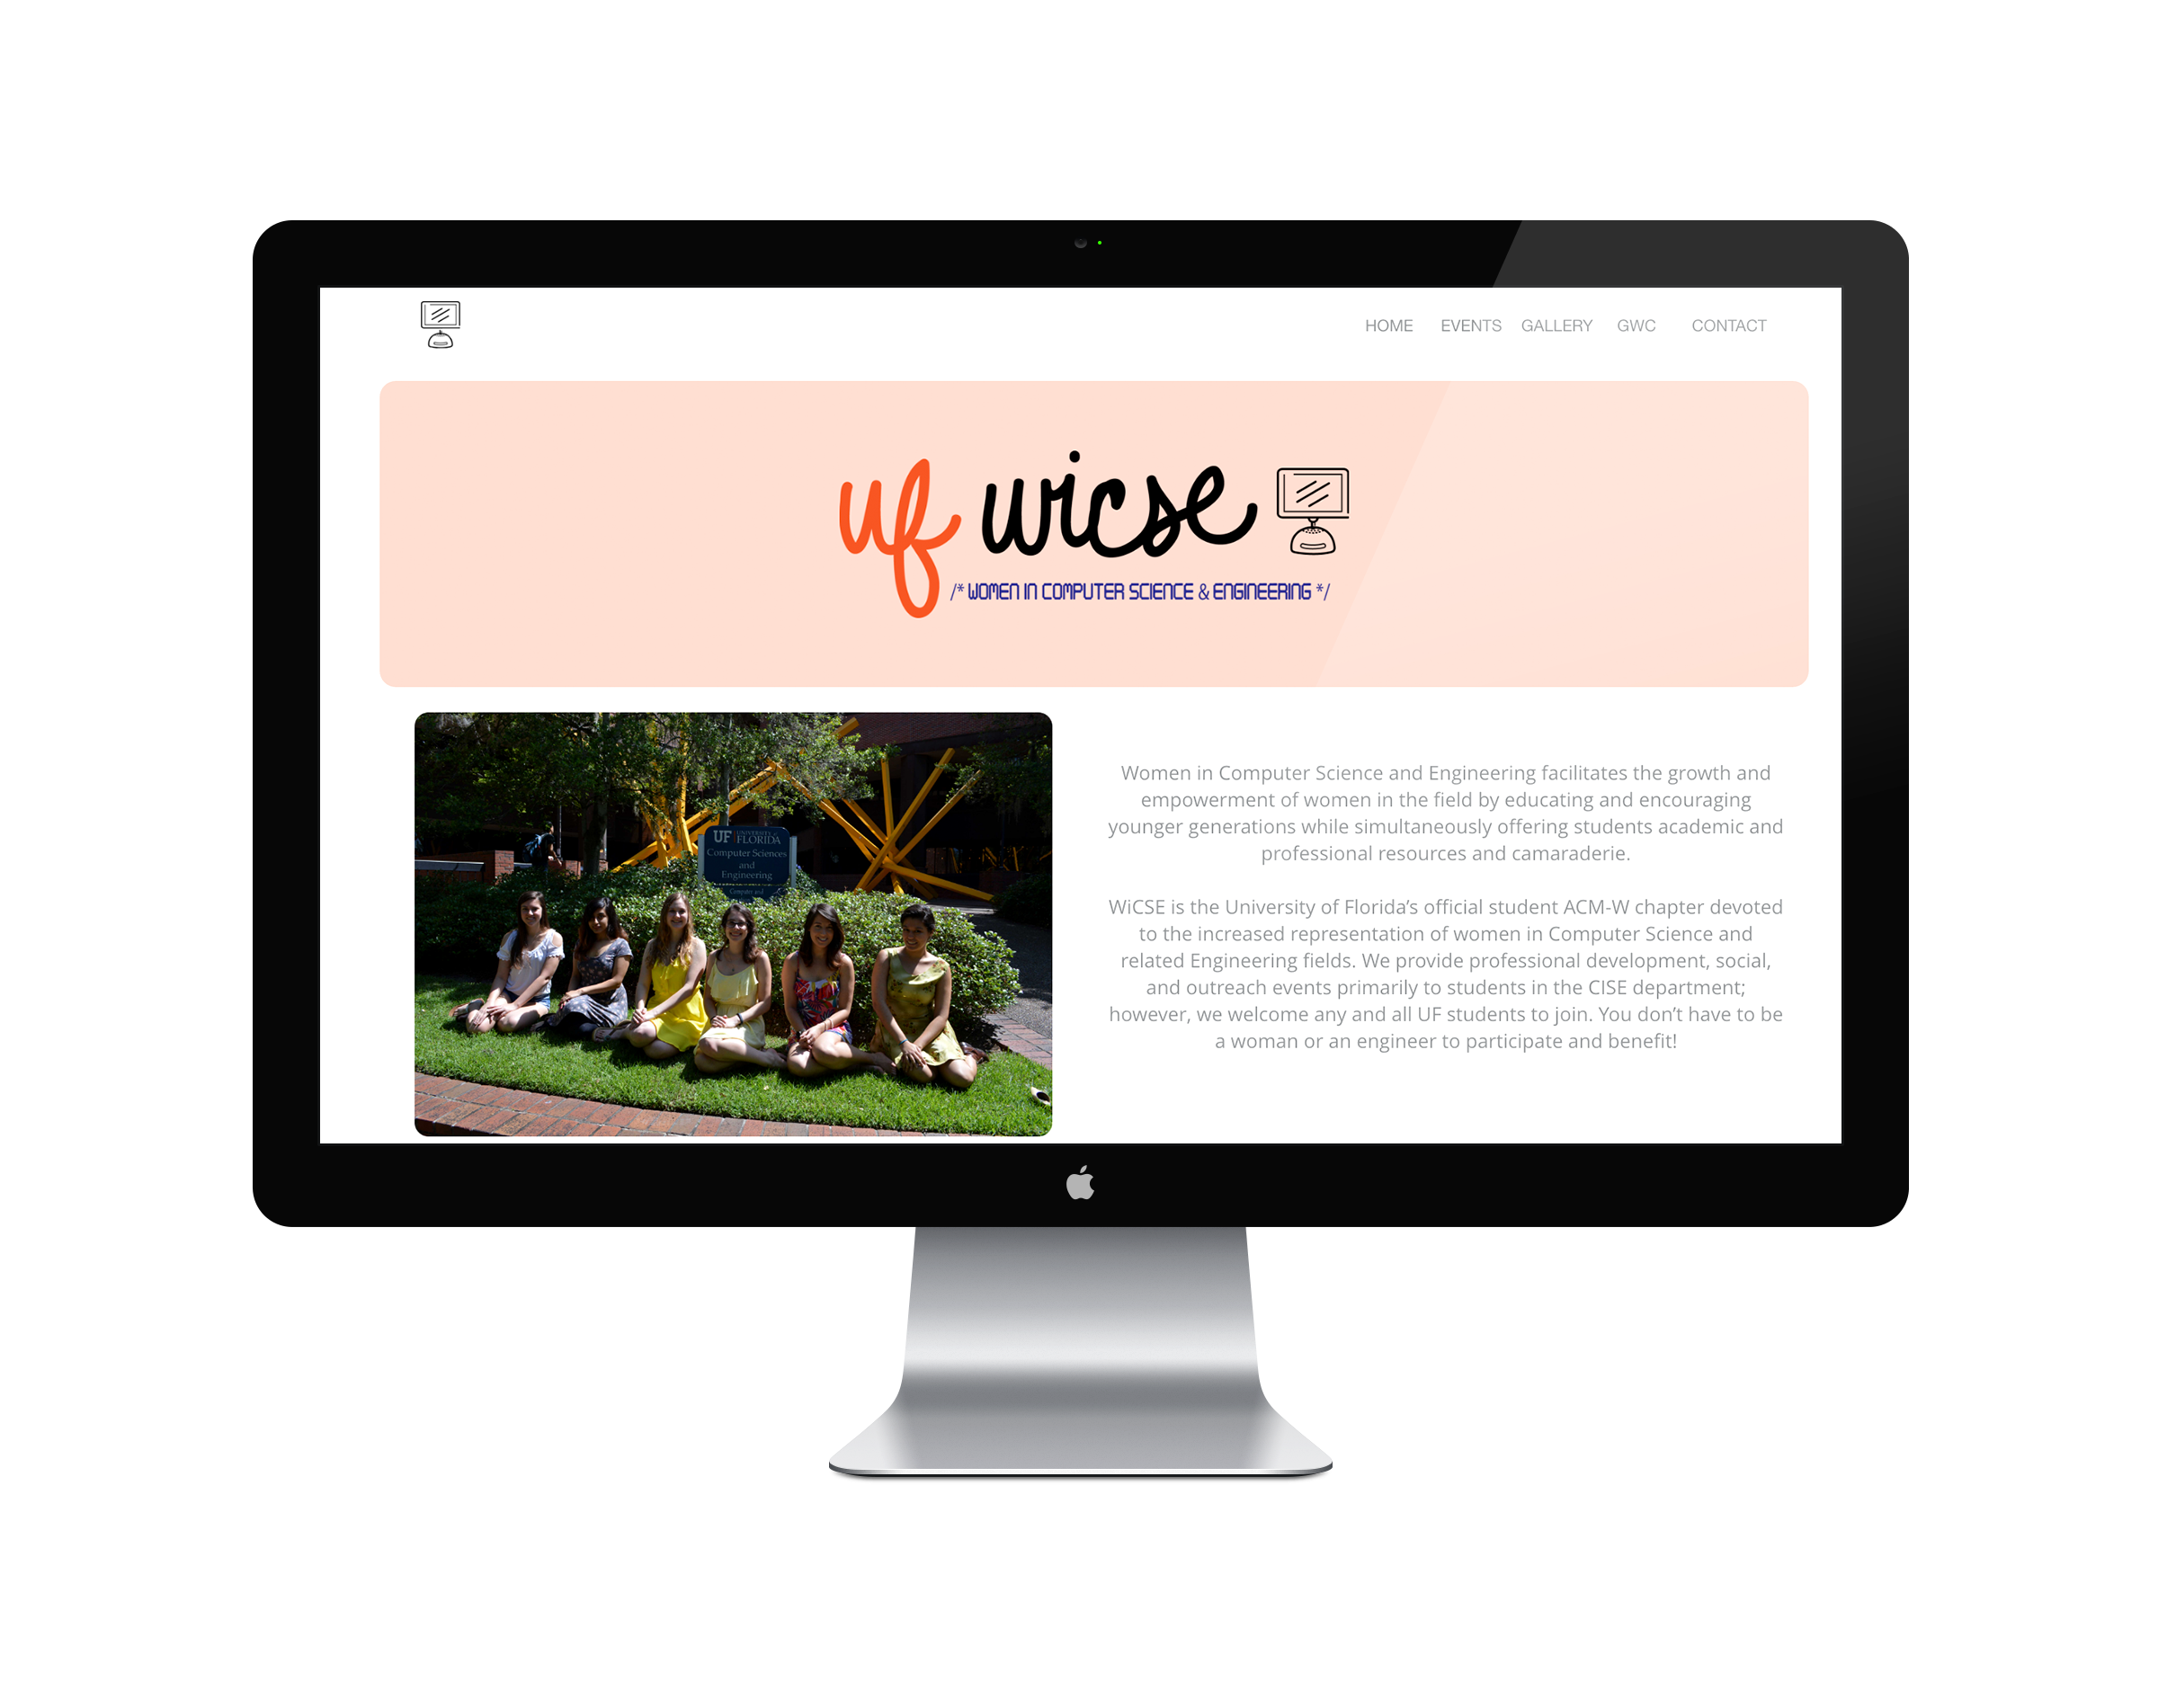 HOME EVENTS GALLERY GWC CONTACT
uf wicse
/* WOMEN IN COMPUTER SCIENCE & ENGINEERING */
UF UNIVERSITY of FLORIDA
Computer Sciences
and
Engineering
Computer and
Women in Computer Science and Engineering facilitates the growth and
empowerment of women in the field by educating and encouraging
younger generations while simultaneously offering students academic and
professional resources and camaraderie.
WiCSE is the University of Florida’s official student ACM-W chapter devoted
to the increased representation of women in Computer Science and
related Engineering fields. We provide professional development, social,
and outreach events primarily to students in the CISE department;
however, we welcome any and all UF students to join. You don’t have to be
a woman or an engineer to participate and benefit!